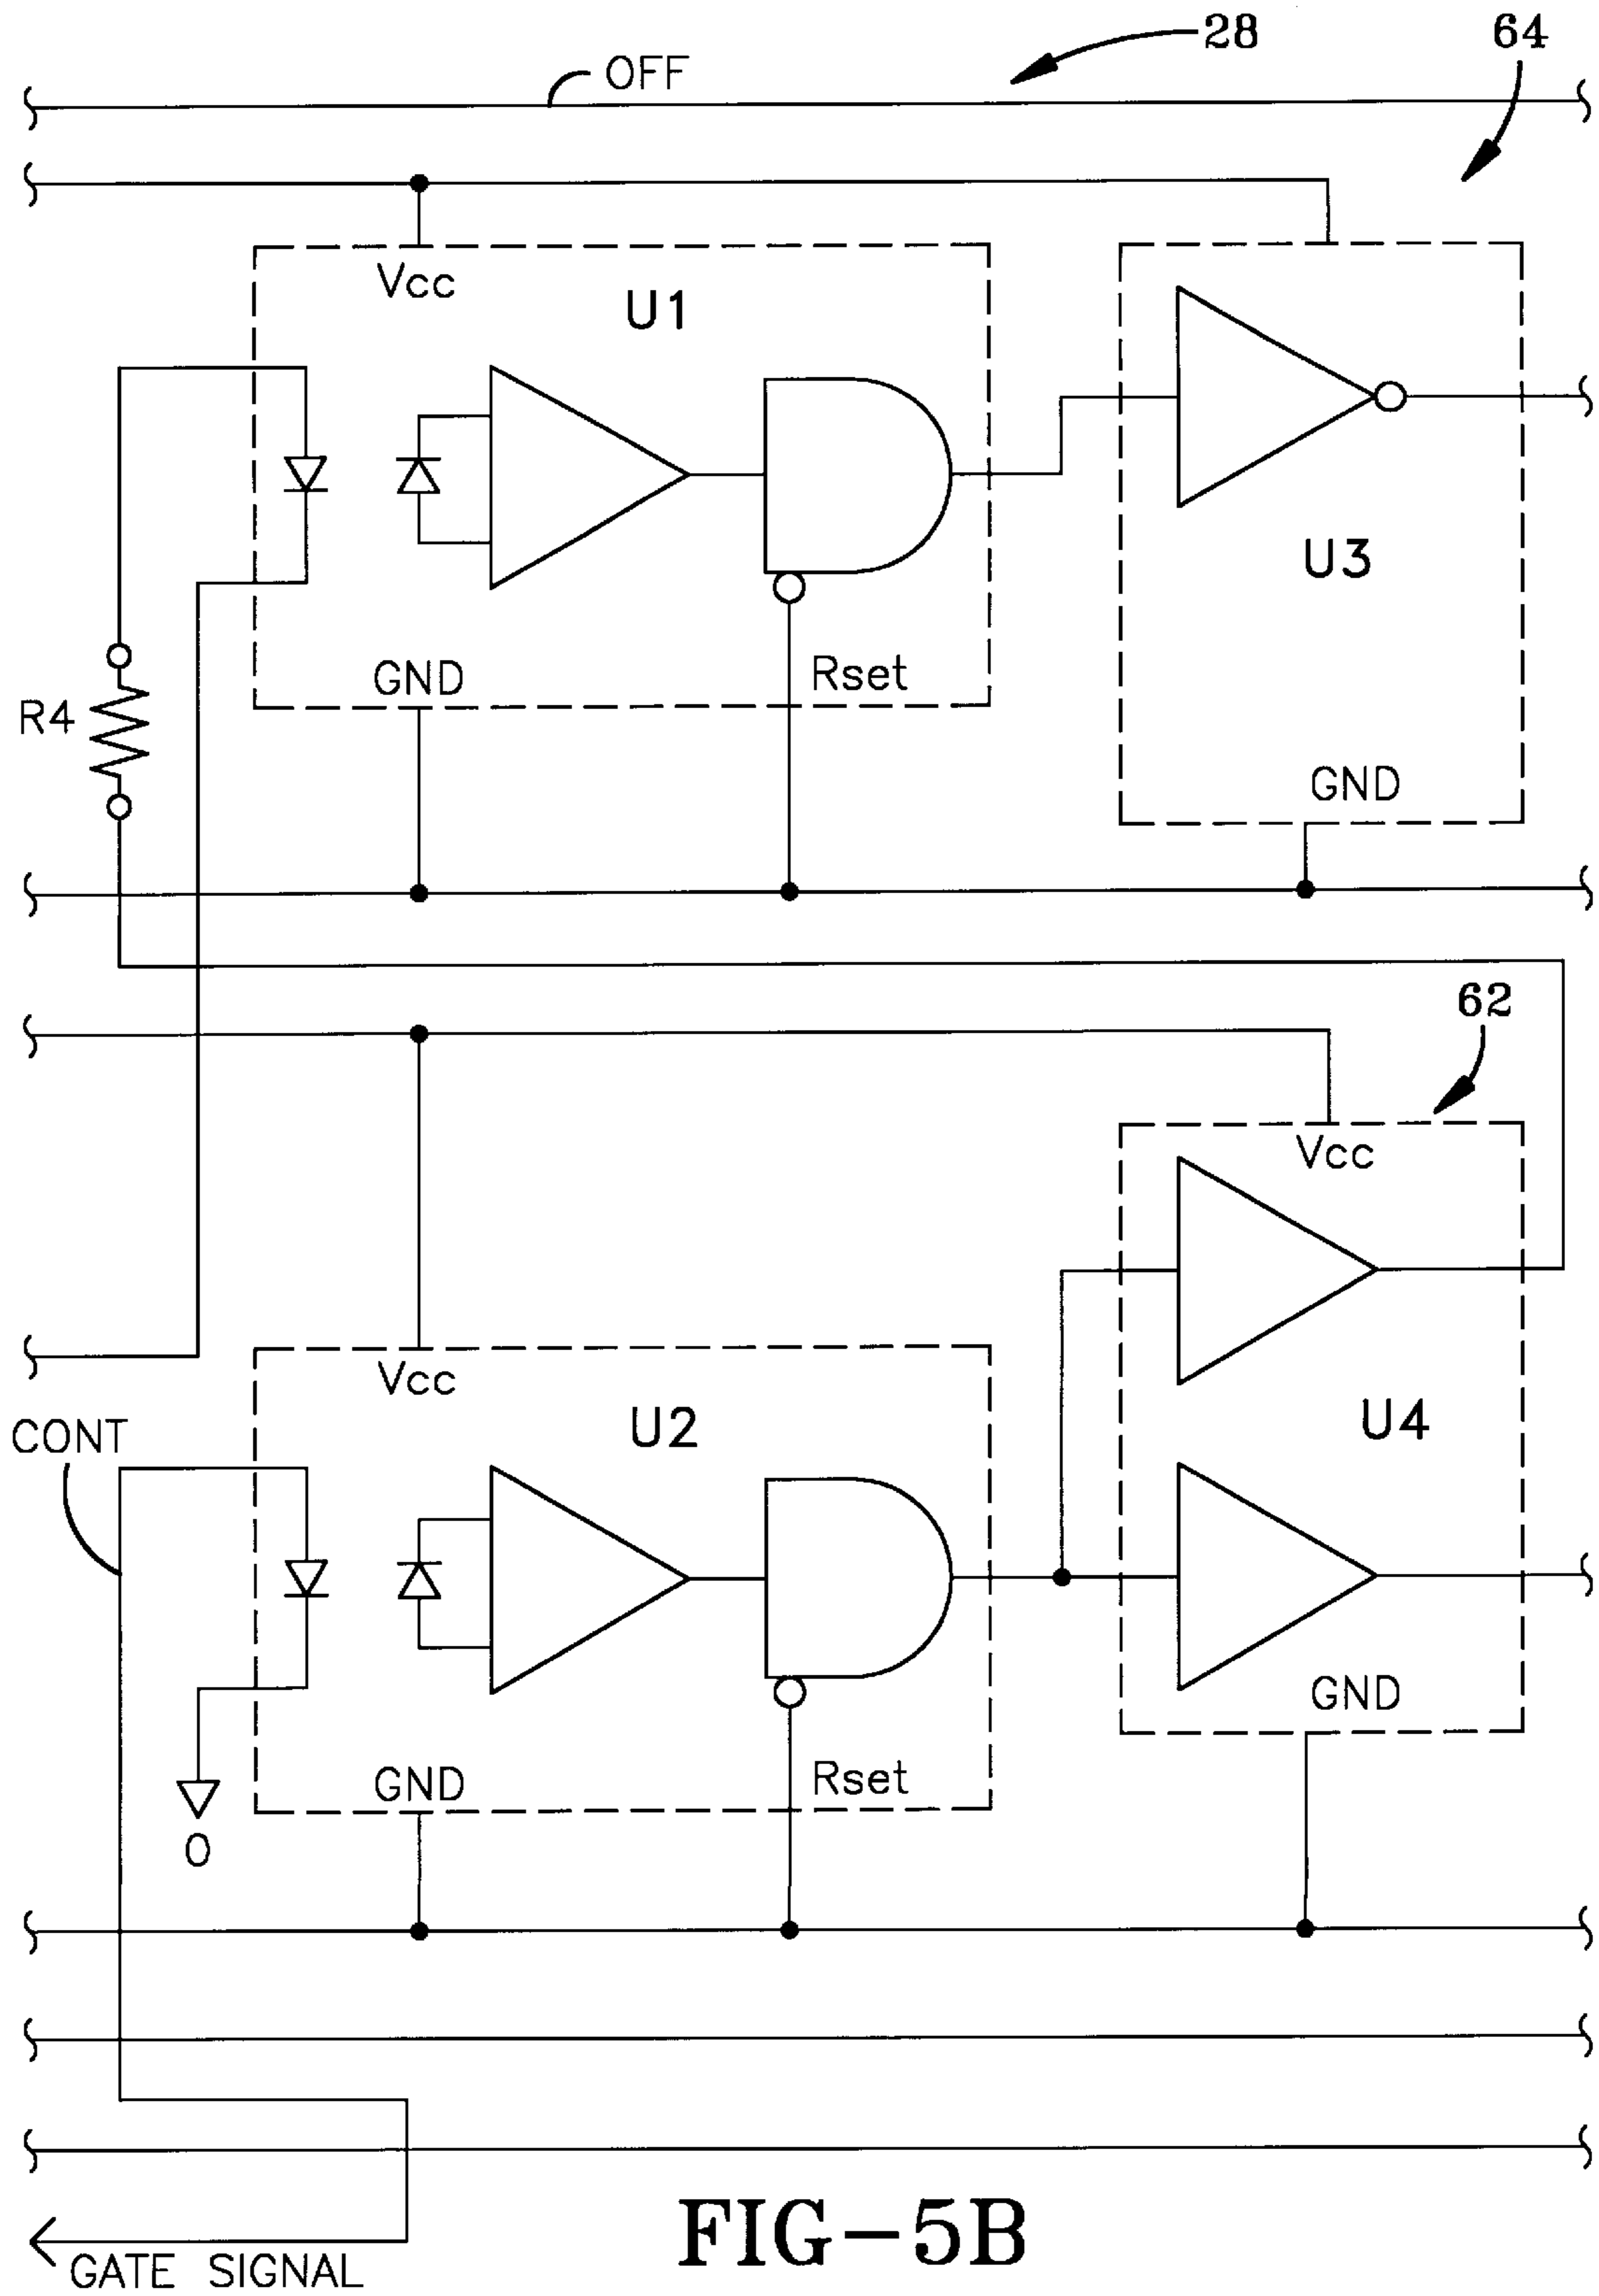 28
64
OFF
Vcc
U1
U3
GND
Rset
R4
GND
62
Vcc
Vcc
U2
U4
CONT
GND
GND
Rset
0
FIG-5B
GATE SIGNAL